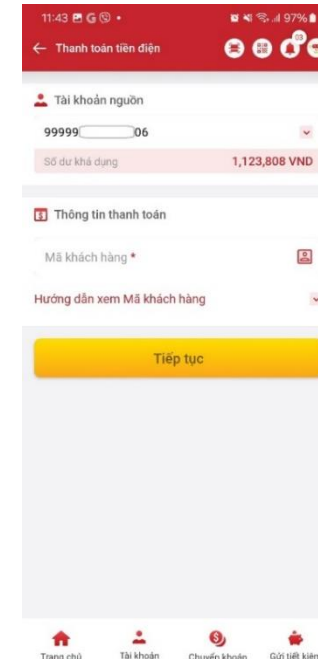 11:43 G 97%
Thanh toán tiền điện
03
Tài khoản nguồn
99999 06
Số dư khả dụng 1,123,808 VND
Thông tin thanh toán
Mã khách hàng *
Hướng dẫn xem Mã khách hàng
Tiếp tục
Trang chủ Tài khoản Chuyển khoản Gửi tiết kiệm